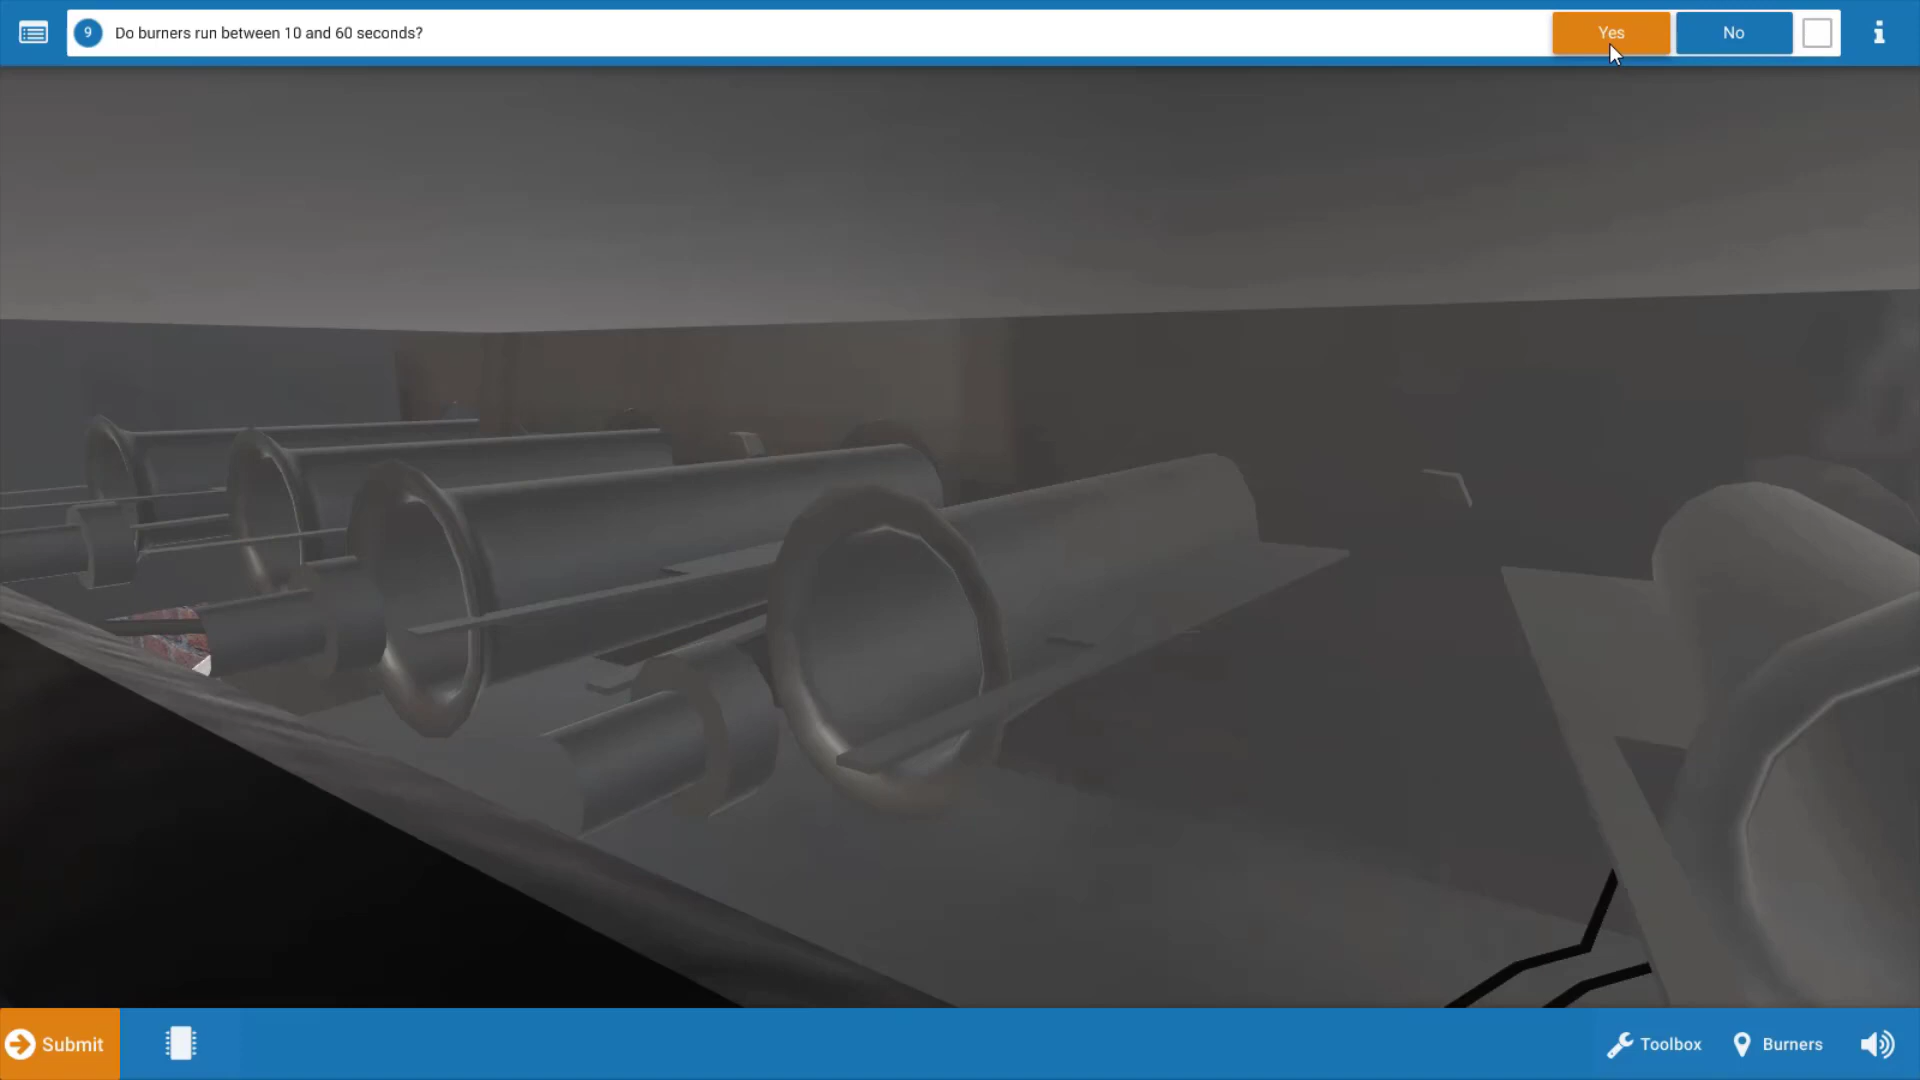 9 Do burners run between 10 and 60 seconds? Yes No
Submit Toolbox Burners